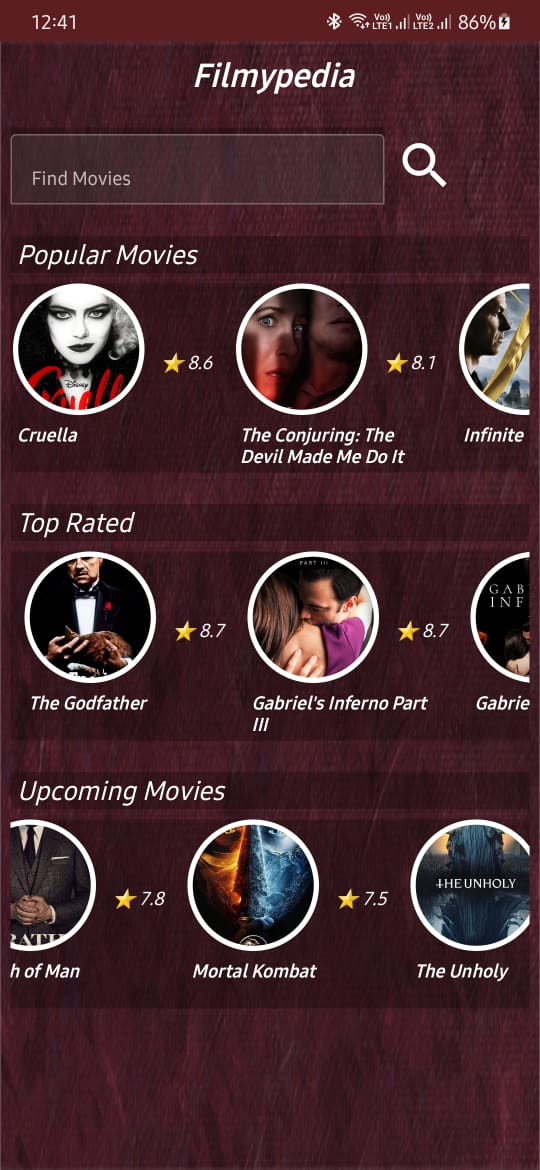 12:41
Vo)) Vo))
LTE1 LTE2 86%
Filmypedia
Find Movies
Popular Movies
Disney
8.6
8.1
Cruella
The Conjuring: The
Devil Made Me Do It
Infinite
Top Rated
PART III
GAB
INF
8.7
8.7
The Godfather
Gabriel's Inferno Part
III
Gabrie
Upcoming Movies
RATH
THE UNHOLY
7.8
7.5
h of Man
Mortal Kombat
The Unholy